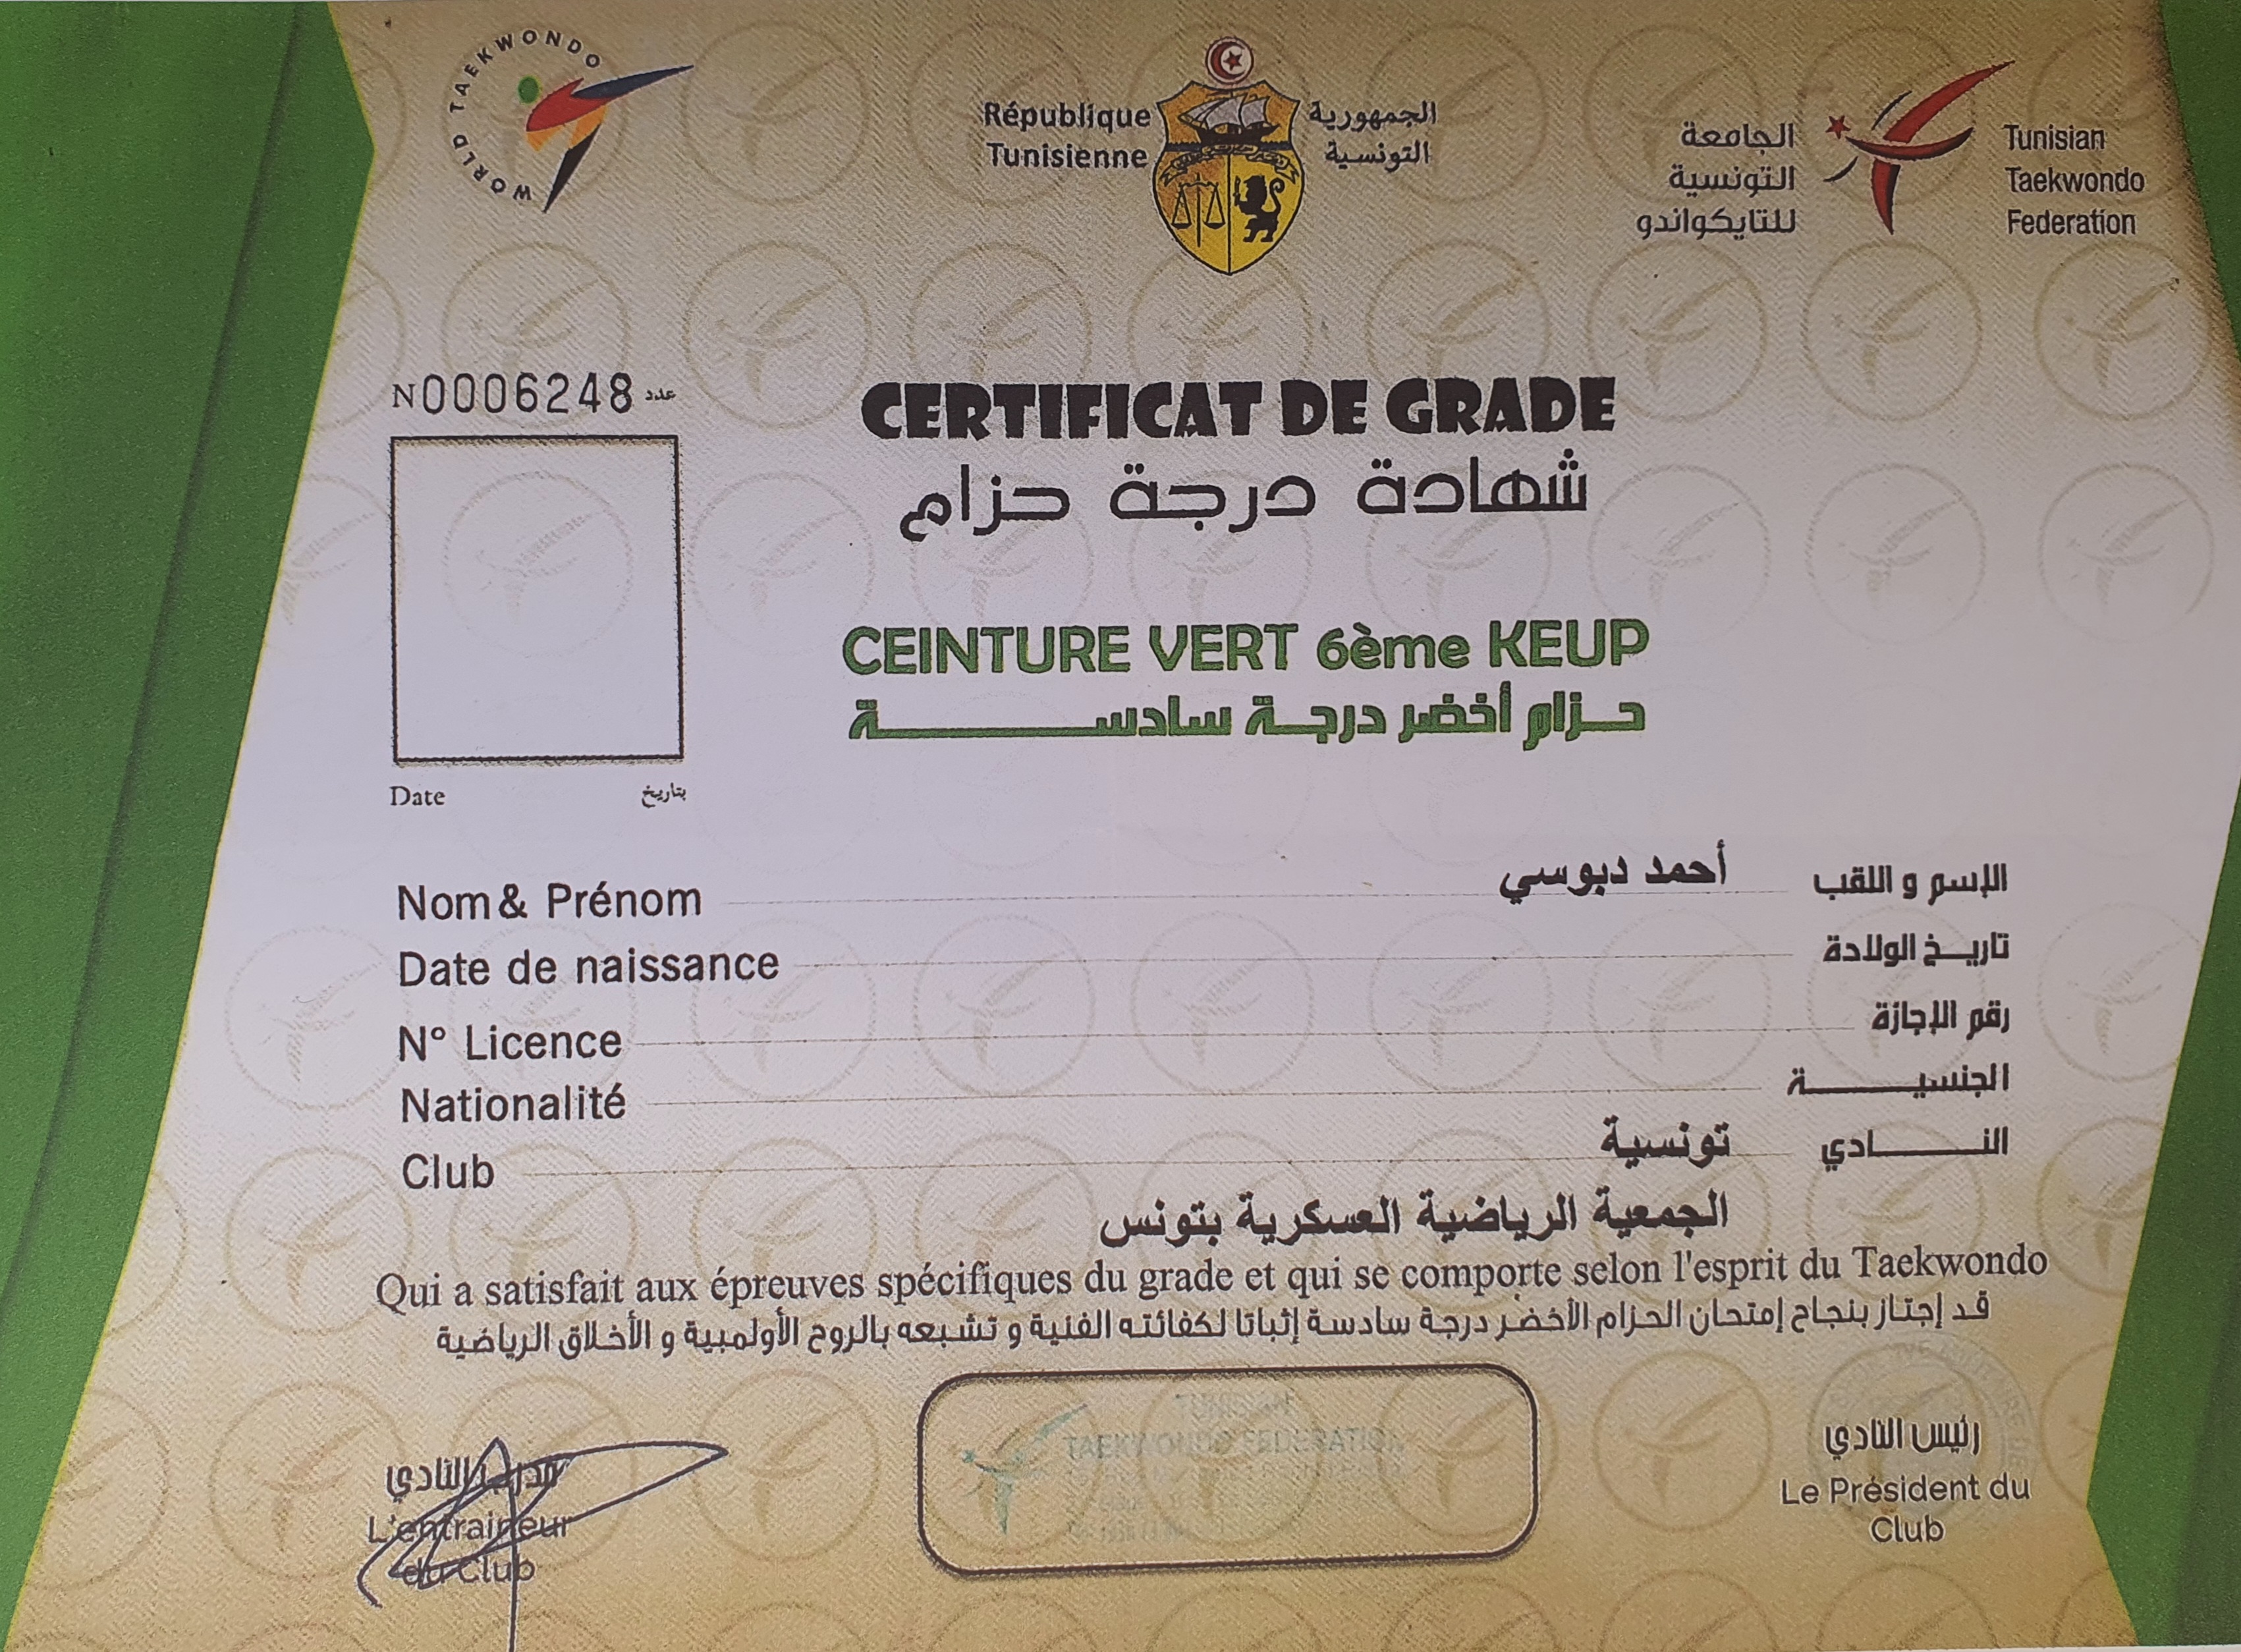 WORLD TAEKWONDO
République
Tunisienne
الجمهورية
التونسية
الجامعة
التونسية
للتايكواندو
Tunisian
Taekwondo
Federation
N0006248 عدد
CERTIFICAT DE GRADE
شهادة درجة حزام
CEINTURE VERT 6ème KEUP
حزام أخضر درجة سادسة
Date بتاريخ
Nom & Prénom أحمد دبوسي الإسم و اللقب
Date de naissance تاريخ الولادة
N° Licence رقم الإجازة
Nationalité الجنسية
Club تونسية النادي
الجمعية الرياضية العسكرية بتونس
Qui a satisfait aux épreuves spécifiques du grade et qui se comporte selon l'esprit du Taekwondo
قد إجتاز بنجاح إمتحان الحزام الأخضر درجة سادسة إثباتا لكفائته الفنية و تشبعه بالروح الأولمبية و الأخلاق الرياضية
مدرب النادي
L'entraineur
du Club
TUNISIAN
TAEKWONDO FEDERATION
رئيس النادي
Le Président du
Club